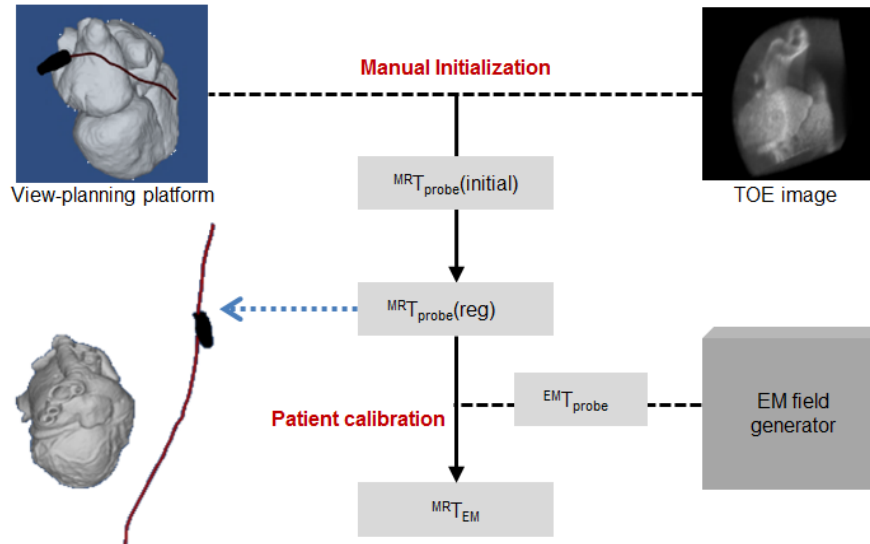 Manual Initialization
View-planning platform
TOE image
MRTprobe(initial)
MRTprobe(reg)
EMTprobe
EM field
generator
Patient calibration
MRTEM